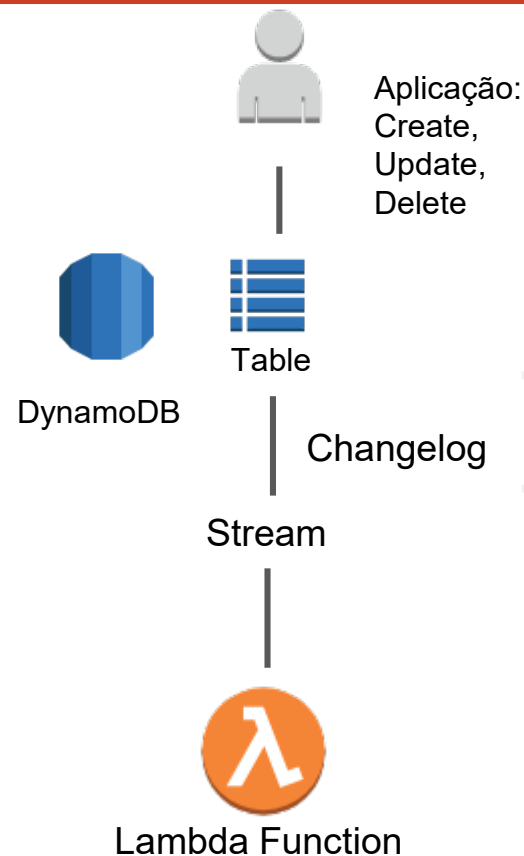 Aplicação:
Create,
Update,
Delete
Table
DynamoDB
Changelog
Stream
λ
Lambda Function